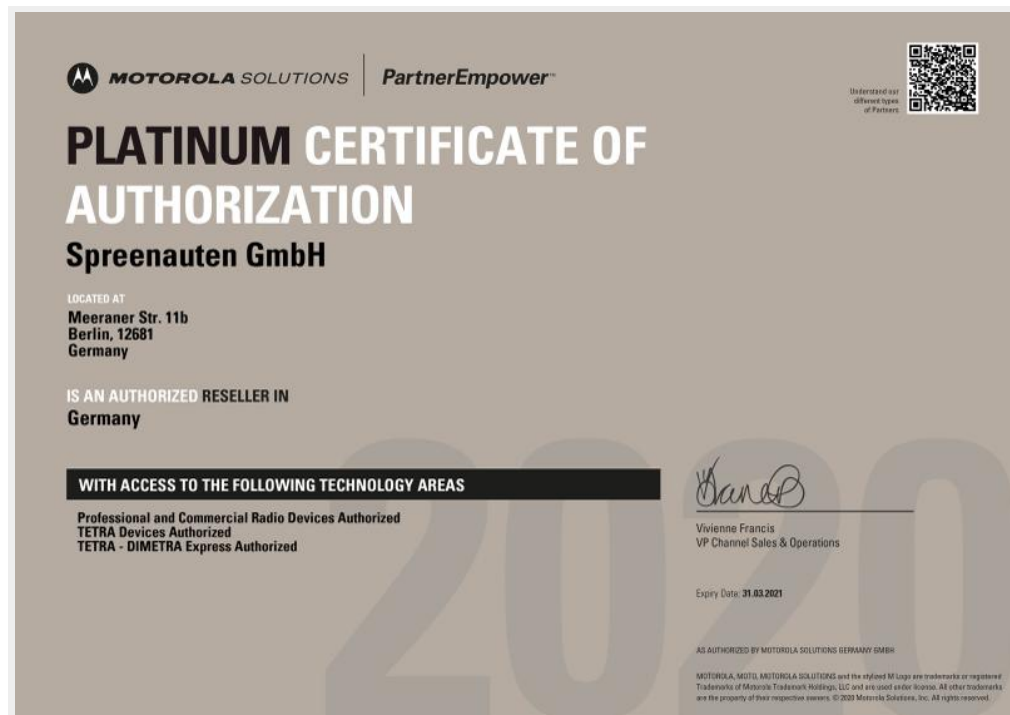 MOTOROLA SOLUTIONS PartnerEmpower™
Understand our
different types
of Partners
PLATINUM CERTIFICATE OF
AUTHORIZATION
Spreenauten GmbH
LOCATED AT
Meeraner Str. 11b
Berlin, 12681
Germany
IS AN AUTHORIZED RESELLER IN
Germany
2020
WITH ACCESS TO THE FOLLOWING TECHNOLOGY AREAS
Professional and Commercial Radio Devices Authorized
TETRA Devices Authorized
TETRA - DIMETRA Express Authorized
Vivienne Francis
VP Channel Sales & Operations
Expiry Date: 31.03.2021
AS AUTHORIZED BY MOTOROLA SOLUTIONS GERMANY GMBH
MOTOROLA, MOTO, MOTOROLA SOLUTIONS and the stylized M Logo are trademarks or registered
Trademarks of Motorola Trademark Holdings, LLC and are used under license. All other trademarks
are the property of their respective owners. © 2020 Motorola Solutions, Inc. All rights reserved.